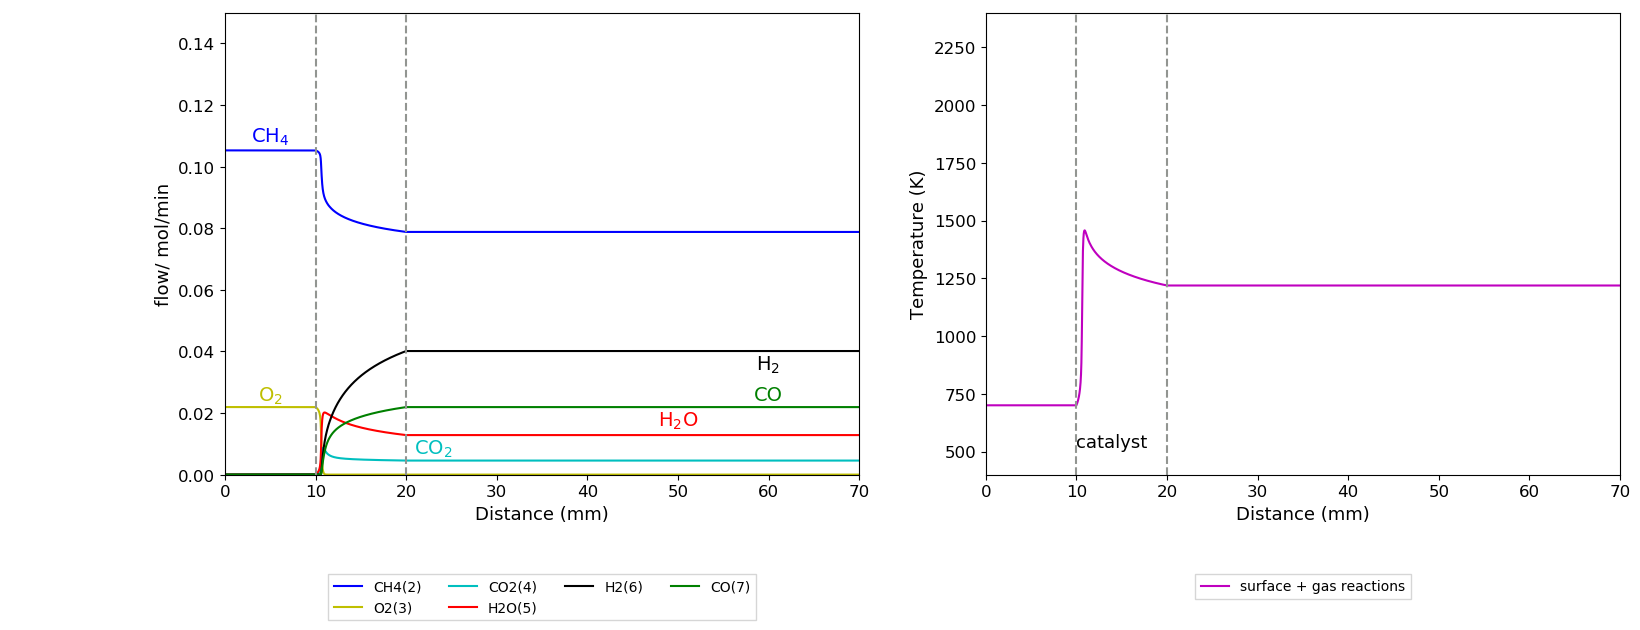 0.14
0.12
0.10
0.08
0.06
0.04
0.02
0.00
flow/ mol/min
CH4
O2
H2
CO
H2O
CO2
0 10 20 30 40 50 60 70
Distance (mm)
CH4(2) CO2(4) H2(6) CO(7)
O2(3) H2O(5)
2250
2000
1750
1500
1250
1000
750
500
Temperature (K)
catalyst
0 10 20 30 40 50 60 70
Distance (mm)
surface + gas reactions